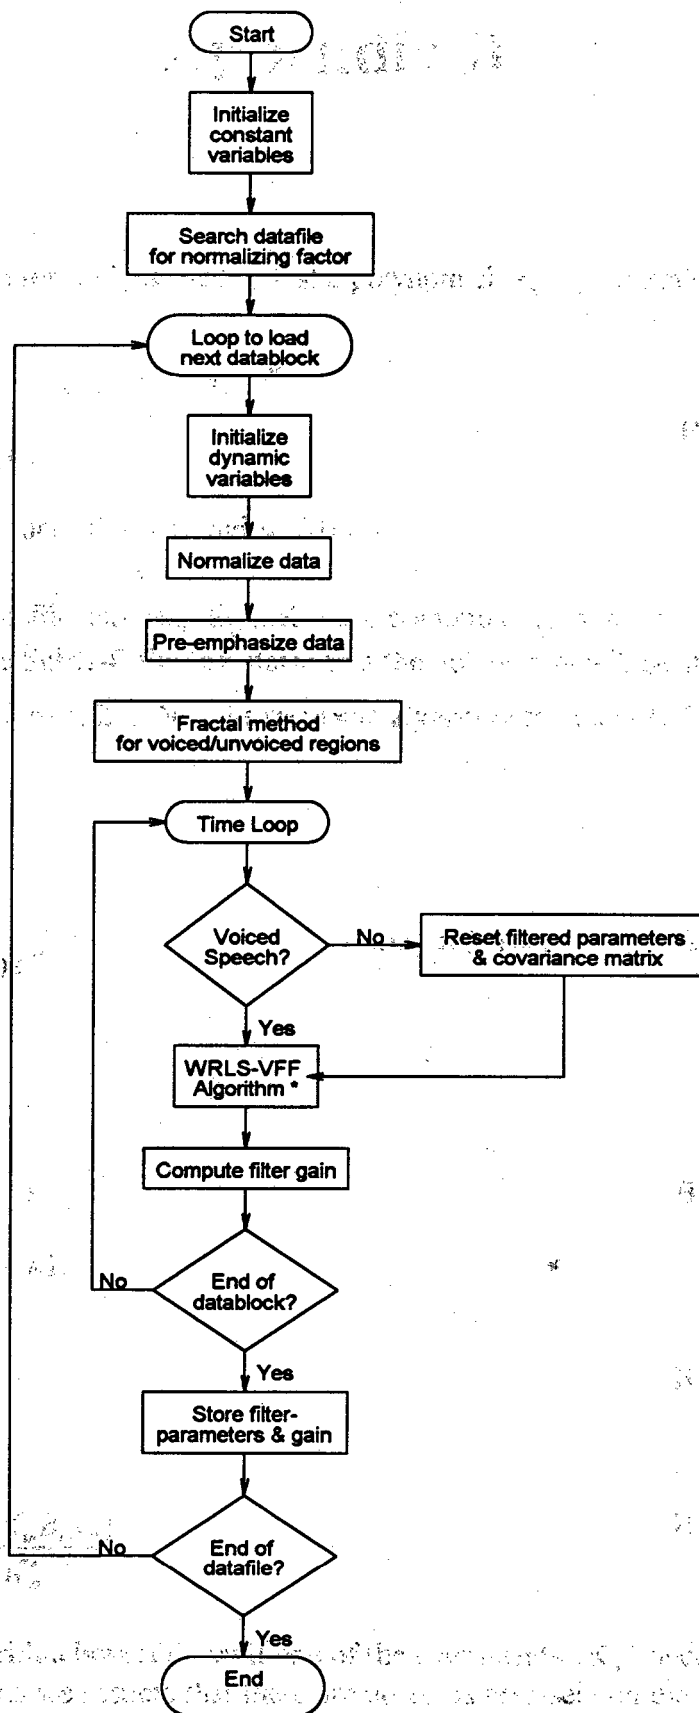 Start
Initialize
constant
variables
Search datafile
for normalizing factor
Loop to load
next datablock
Initialize
dynamic
variables
Normalize data
Pre-emphasize data
Fractal method
for voiced/unvoiced regions
Time Loop
Voiced
Speech?
No
Reset filtered parameters
& covariance matrix
Yes
WRLS-VFF
Algorithm *
Compute filter gain
End of
datablock?
No
Yes
Store filter-
parameters & gain
End of
datafile?
No
Yes
End